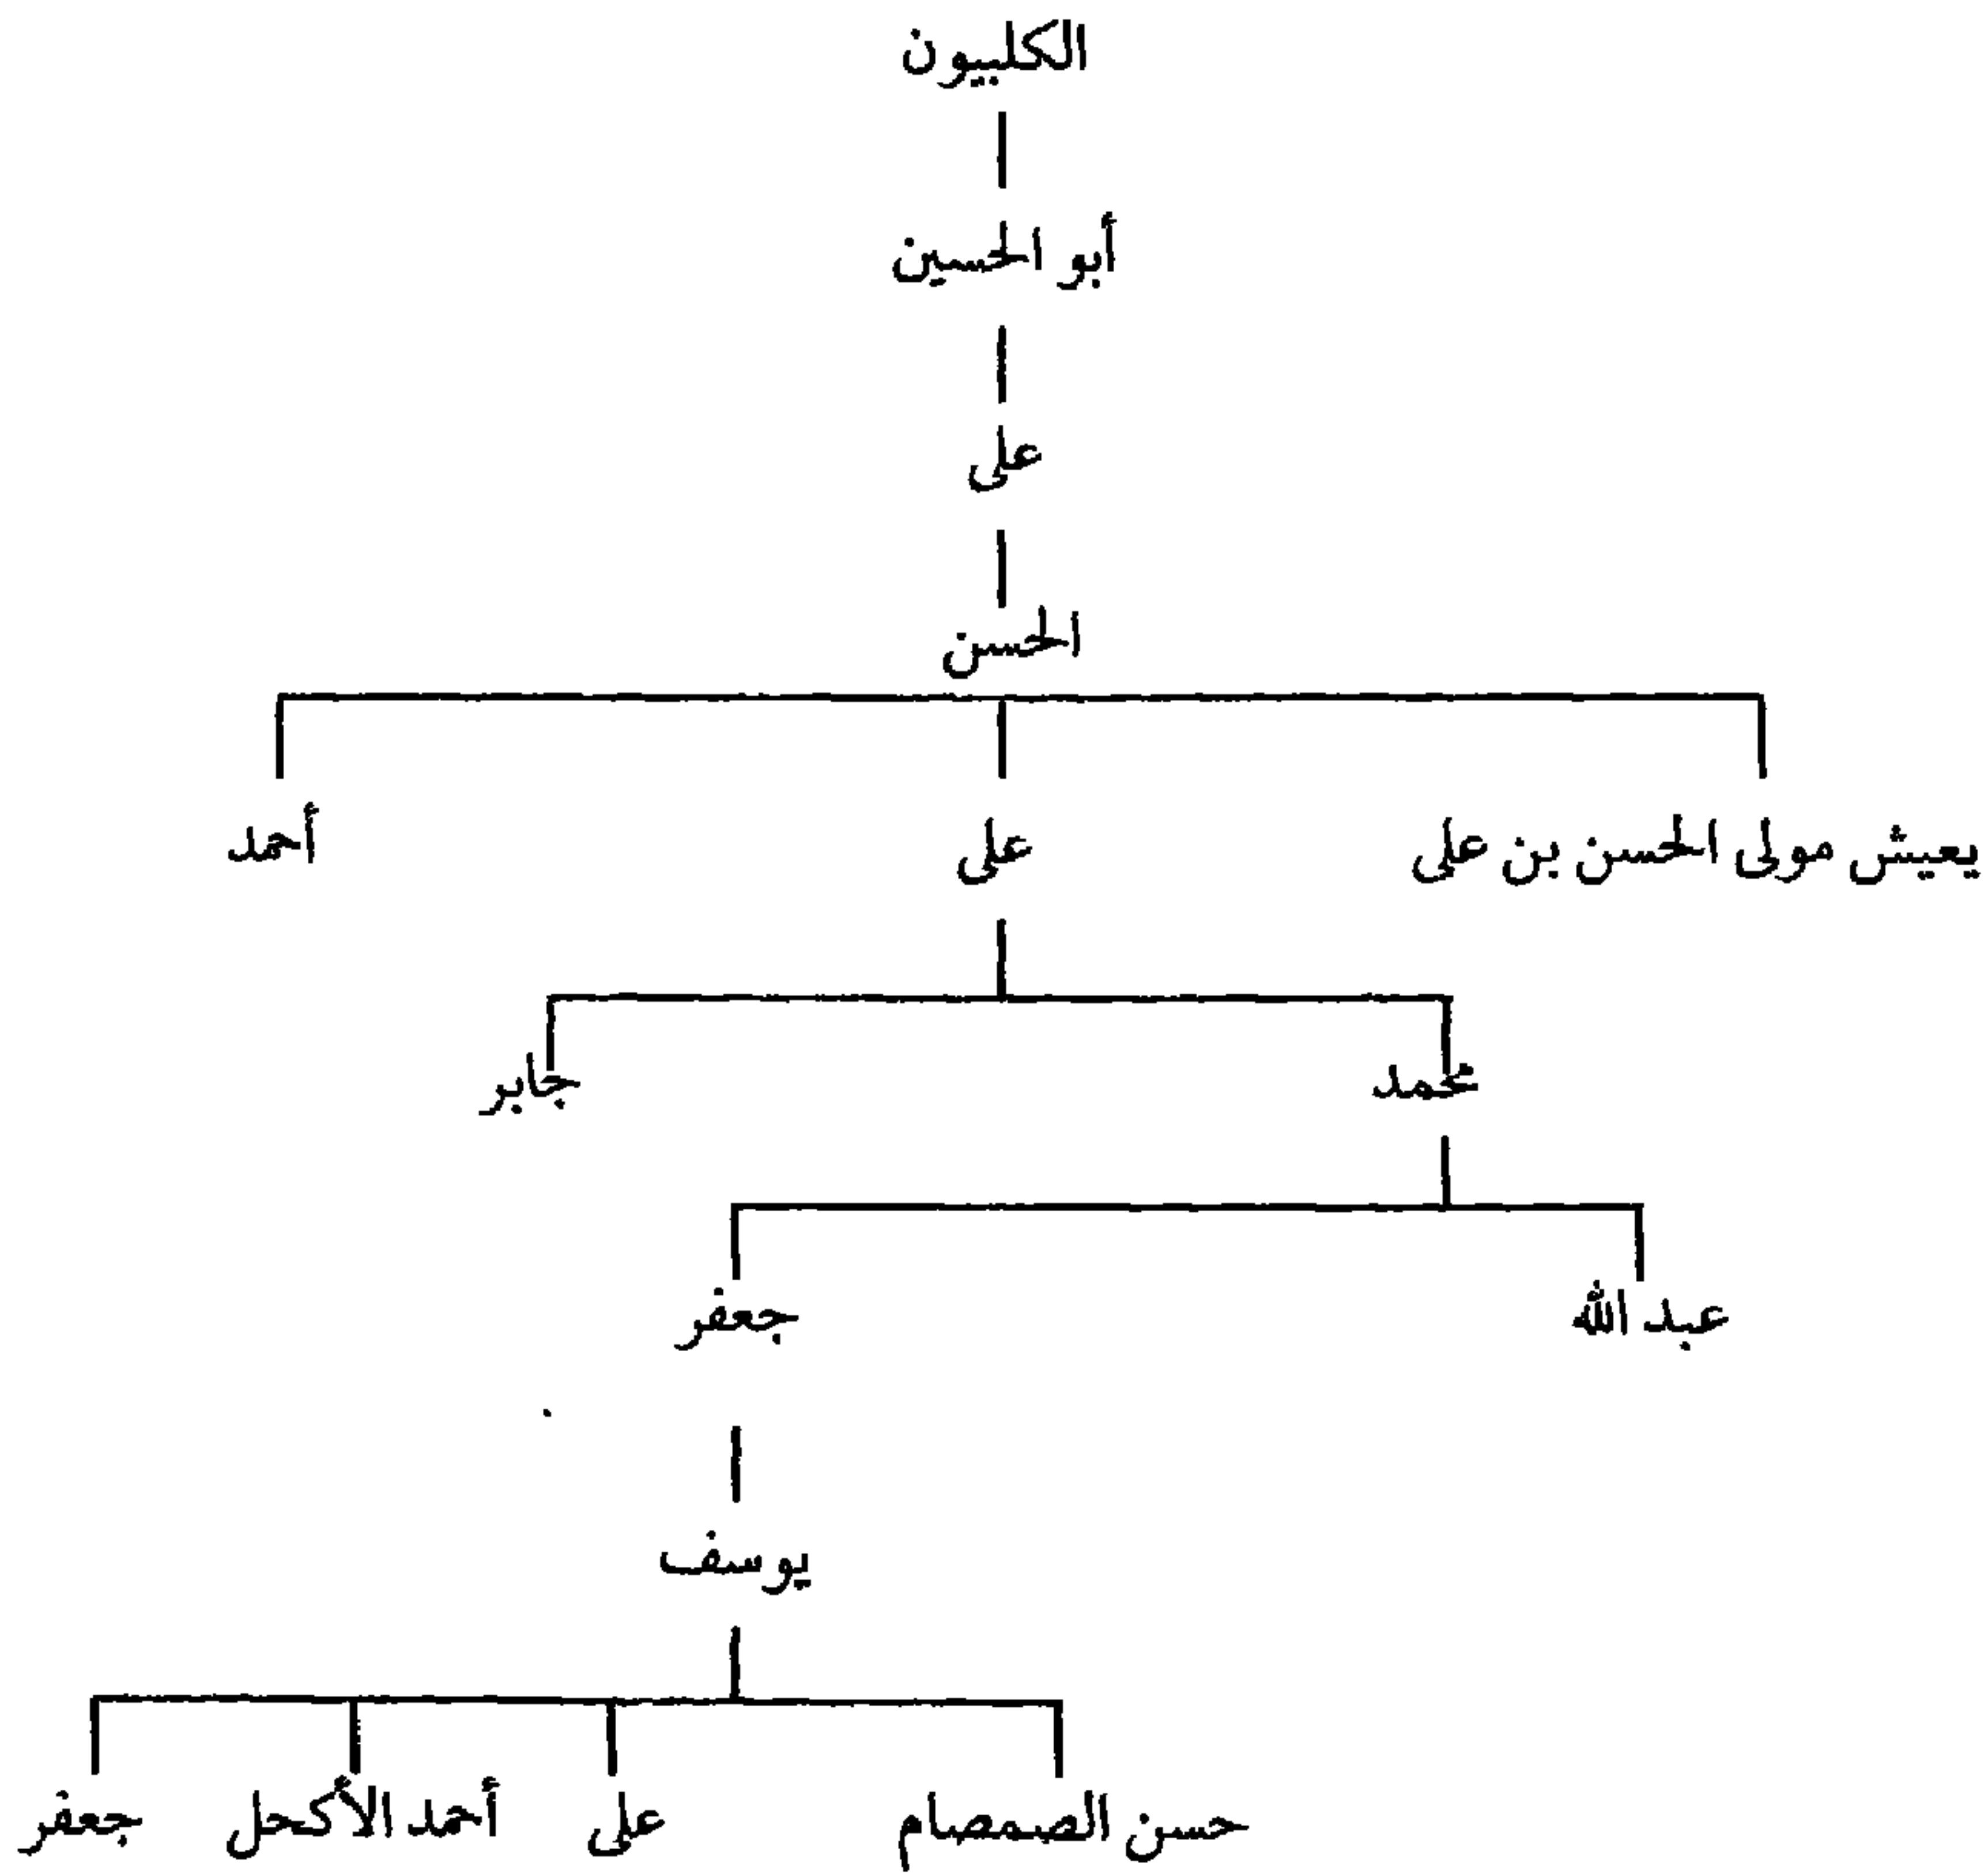 الكلبيون
أبو الحسين
على
الحسن
يعيش مولى الحسن بن على على أحمد
محمد جابر
عبد الله جعفر
يوسف
حسن الصمصام على أحمد الأكحل جعفر